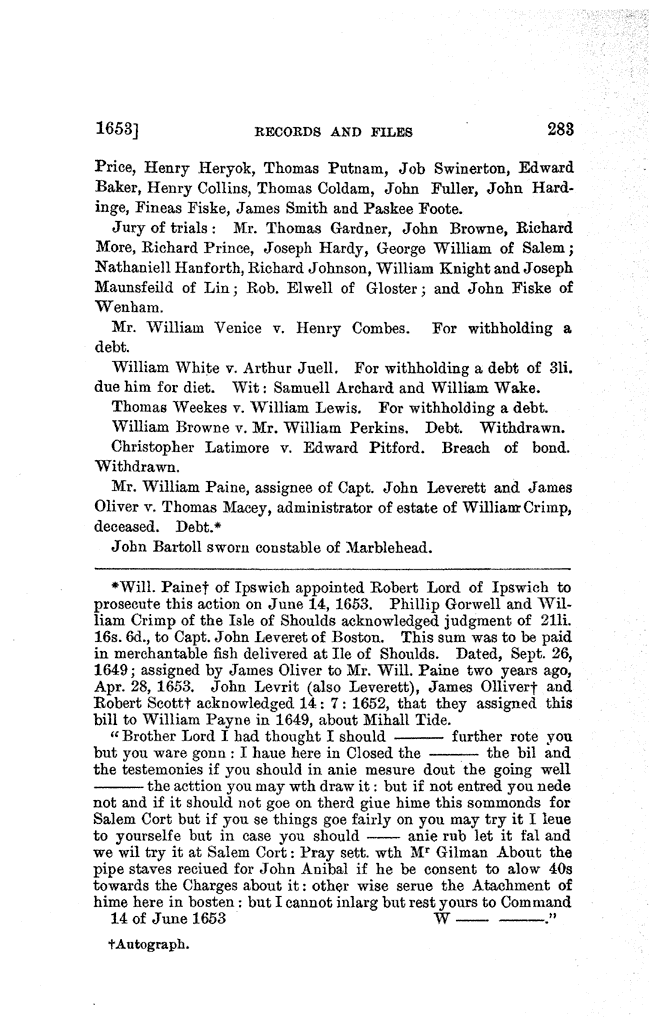 1653]	RECORDS AND FILES	283
Price, Henry Heryok, Thomas Putnam, Job Swinerton, Edward
Baker, Henry Collins, Thomas Coldam, John Fuller, John Hard-
inge, Fineas Fiske, James Smith and Paskee Foote.
Jury of trials: Mr. Thomas Gardner, John Browne, Richard
More, Richard Prince, Joseph Hardy, George William of Salem;
Nathaniell Hanforth, Richard Johnson, William Knight and Joseph
Maunsfeild of Lin; Rob. Elwell of Gloster; and John Fiske of
Wenham.
Mr. William Venice v. Henry Combes. For withholding a
debt.
William White v. Arthur Juell. For withholding a debt of 3li.
due him for diet. Wit: Samuell Archard and William Wake.
Thomas Weekes v. William Lewis. For withholding a debt.
William Browne v. Mr. William Perkins. Debt. Withdrawn.
Christopher Latimore v. Edward Pitford. Breach of bond.
Withdrawn.
Mr. William Paine, assignee of Capt. John Leverett and James
Oliver v. Thomas Macey, administrator of estate of William Crimp,
deceased. Debt.*
John Bartoll sworn constable of Marblehead.
*Will. Paine† of Ipswich appointed Robert Lord of Ipswich to
prosecute this action on June 14, 1653. Phillip Gorwell and Wil-
liam Crimp of the Isle of Shoulds acknowledged judgment of 21li.
16s. 6d., to Capt. John Leveret of Boston. This sum was to be paid
in merchantable fish delivered at Ile of Shoulds. Dated, Sept. 26,
1649; assigned by James Oliver to Mr. Will. Paine two years ago,
Apr. 28, 1653. John Levrit (also Leverett), James Ollivert† and
Robert Scott† acknowledged 14: 7: 1652, that they assigned this
bill to William Payne in 1649, about Mihall Tide.
"Brother Lord I had thought I should ——— further rote you
but you ware gonn: I haue here in Closed the ——— the bil and
the testemonies if you should in anie mesure dout the going well
——— the acttion you may wth draw it: but if not entred you nede
not and if it should not goe on therd giue hime this sommonds for
Salem Cort but if you se things goe fairly on you may try it I leue
to yourselfe but in case you should —— anie rub let it fal and
we wil try it at Salem Cort: Pray sett. wth Mr Gilman About the
pipe staves reciued for John Anibal if he be consent to alow 40s
towards the Charges about it: other wise serue the Atachment of
hime here in bosten: but I cannot inlarg but rest yours to Command
14 of June 1653	W —— ———."
†Autograph.